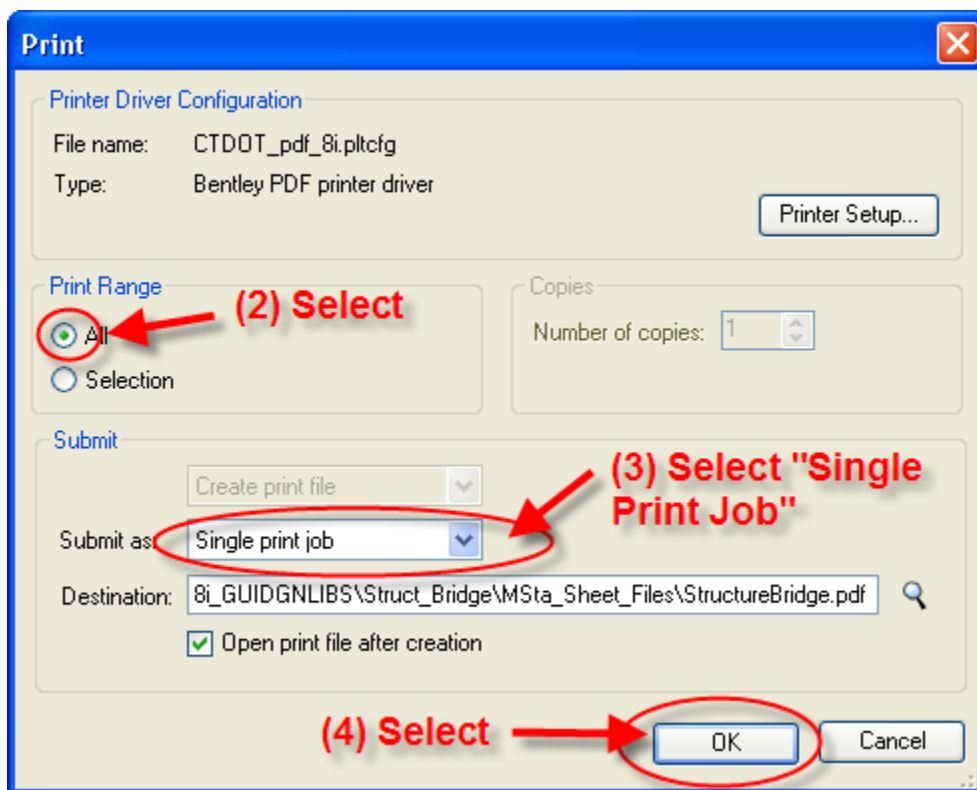 Print
Printer Driver Configuration
File name: CTDOT_pdf_8i.pltcfg
Type: Bentley PDF printer driver
Printer Setup...
Print Range
(2) Select
All
Selection
Copies
Number of copies: 1
Submit
Create print file
(3) Select "Single
Print Job"
Submit as: Single print job
Destination: 8i_GUIDGNLIBS\Struct_Bridge\MSta_Sheet_Files\StructureBridge.pdf
Open print file after creation
(4) Select
OK
Cancel